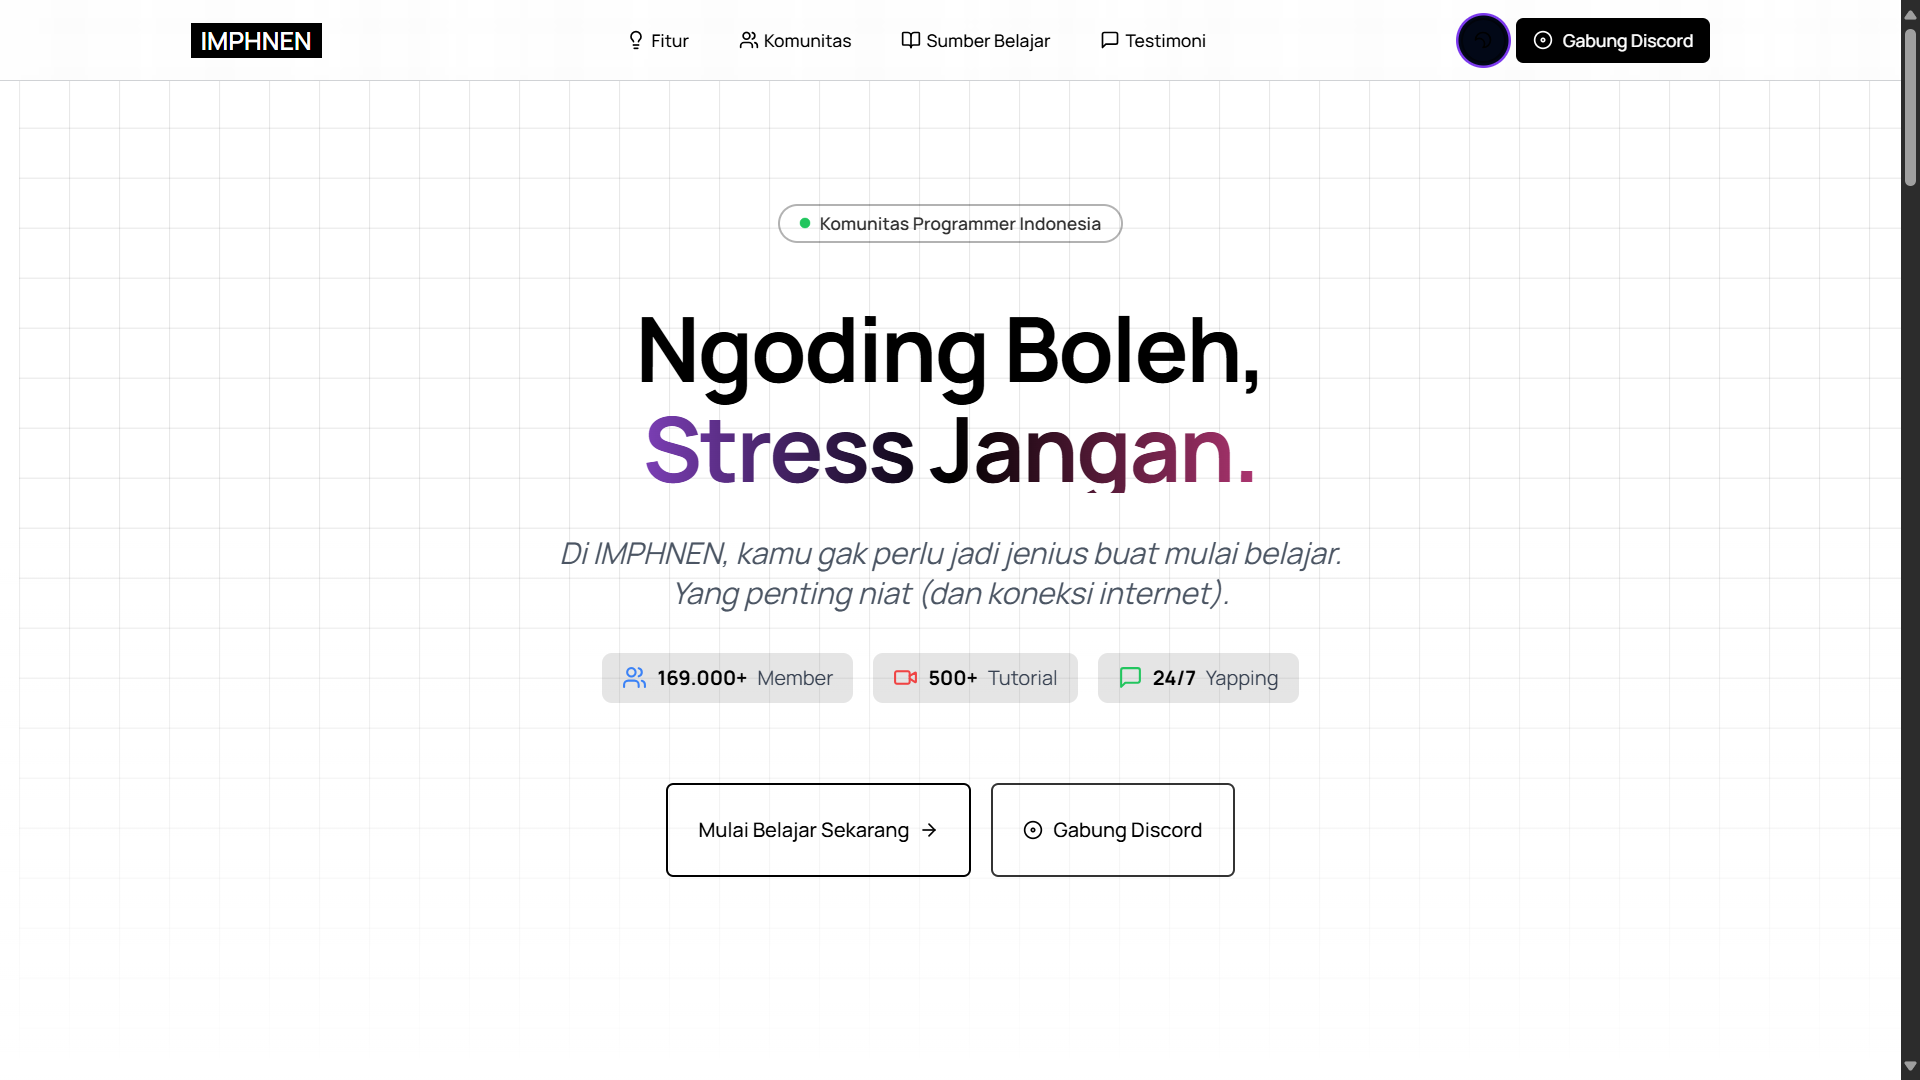 IMPHNEN
Fitur
Komunitas
Sumber Belajar
Testimoni
Gabung Discord
Komunitas Programmer Indonesia
Ngoding Boleh,
Stress Jangan.
Di IMPHNEN, kamu gak perlu jadi jenius buat mulai belajar.
Yang penting niat (dan koneksi internet).
169.000+ Member
500+ Tutorial
24/7 Yapping
Mulai Belajar Sekarang →
Gabung Discord